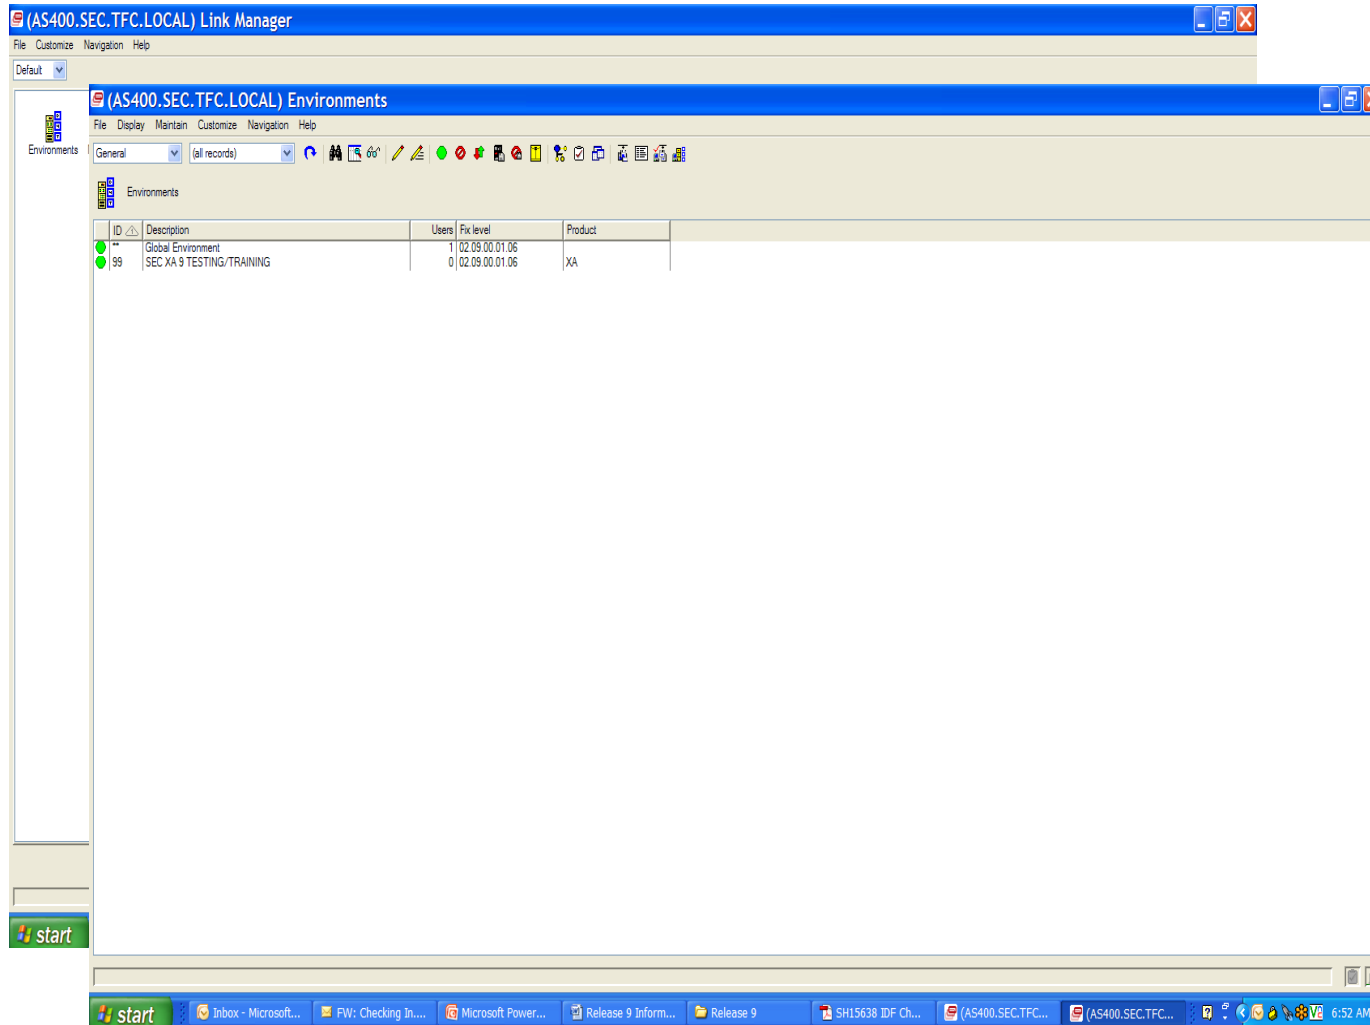 (AS400.SEC.TFC.LOCAL) Link Manager
File Customize Navigation Help
Default
Environments
(AS400.SEC.TFC.LOCAL) Environments
File Display Maintain Customize Navigation Help
General (all records)
Environments
ID Description Users Fix level Product
** Global Environment 1 02.09.00.01.06
99 SEC XA 9 TESTING/TRAINING 0 02.09.00.01.06 XA
start
start Inbox - Microsoft... FW: Checking In.... Microsoft Power... Release 9 Inform... Release 9 SH15638 IDF Ch... (AS400.SEC.TFC... (AS400.SEC.TFC... 6:52 AM